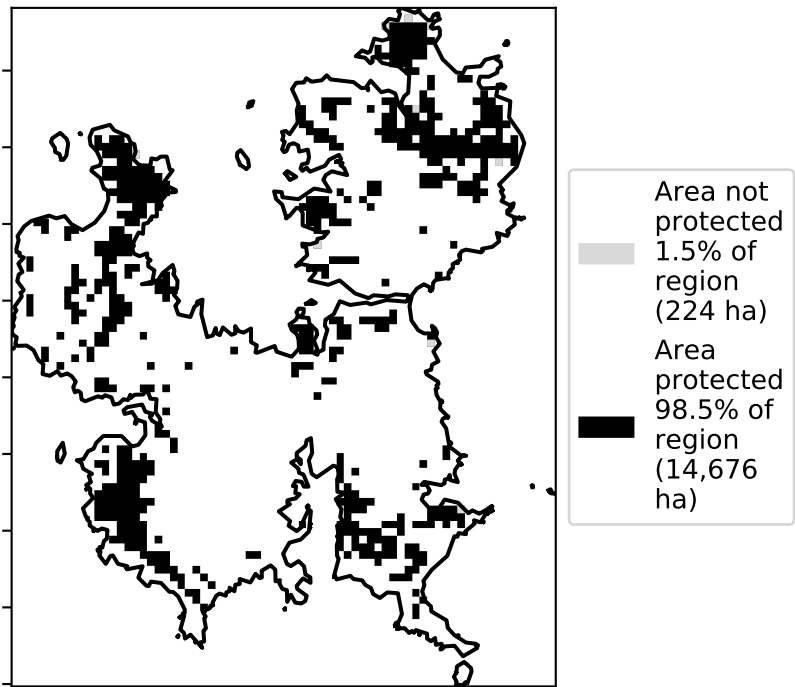 Area not
protected
1.5% of
region
(224 ha)
Area
protected
98.5% of
region
(14,676
ha)